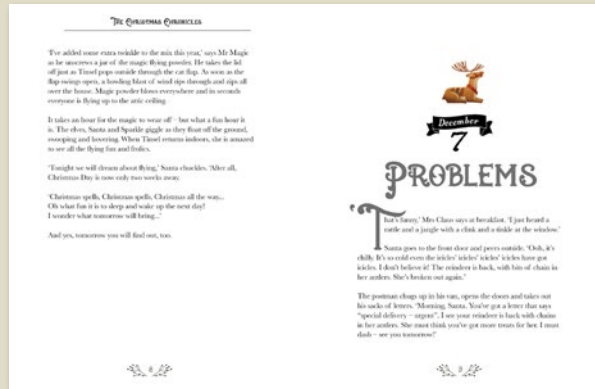 The Christmas Chronicles
'I've added some extra twinkle to the mix this year,' says Mr Magic
as he unscrews a jar of the magic flying powder. He takes the lid
off just as Tinsel pops outside through the cat flap. As soon as the
flap swings open, a howling blast of wind rips through and zips all
over the house. Magic powder blows everywhere and in seconds
everyone is flying up to the attic ceiling.
It takes an hour for the magic to wear off – but what a fun hour it
is. The elves, Santa and Sparkle giggle as they float off the ground,
swooping and hovering. When Tinsel returns indoors, she is amazed
to see all the flying fun and frolics.
'Tonight we will dream about flying,' Santa chuckles. 'After all,
Christmas Day is now only two weeks away.
'Christmas spells, Christmas spells, Christmas all the way...
Oh what fun it is to sleep and wake up the next day!
I wonder what tomorrow will bring...'
And yes, tomorrow you will find out, too.
8
December
7
Problems
'That's funny,' Mrs Claus says at breakfast. 'I just heard a
rattle and a jangle with a clink and a tinkle at the window.'
Santa goes to the front door and peers outside. 'Ooh, it's
chilly. It's so cold even the icicles' icicles' icicles' icicles have got
icicles. I don't believe it! The reindeer is back, with bits of chain in
her antlers. She's broken out again.'
The postman chugs up in his van, opens the doors and takes out
his sacks of letters. 'Morning, Santa. You've got a letter that says
"special delivery – urgent". I see your reindeer is back with chains
in her antlers. She must think you've got more treats for her. I must
dash – see you tomorrow!'
9